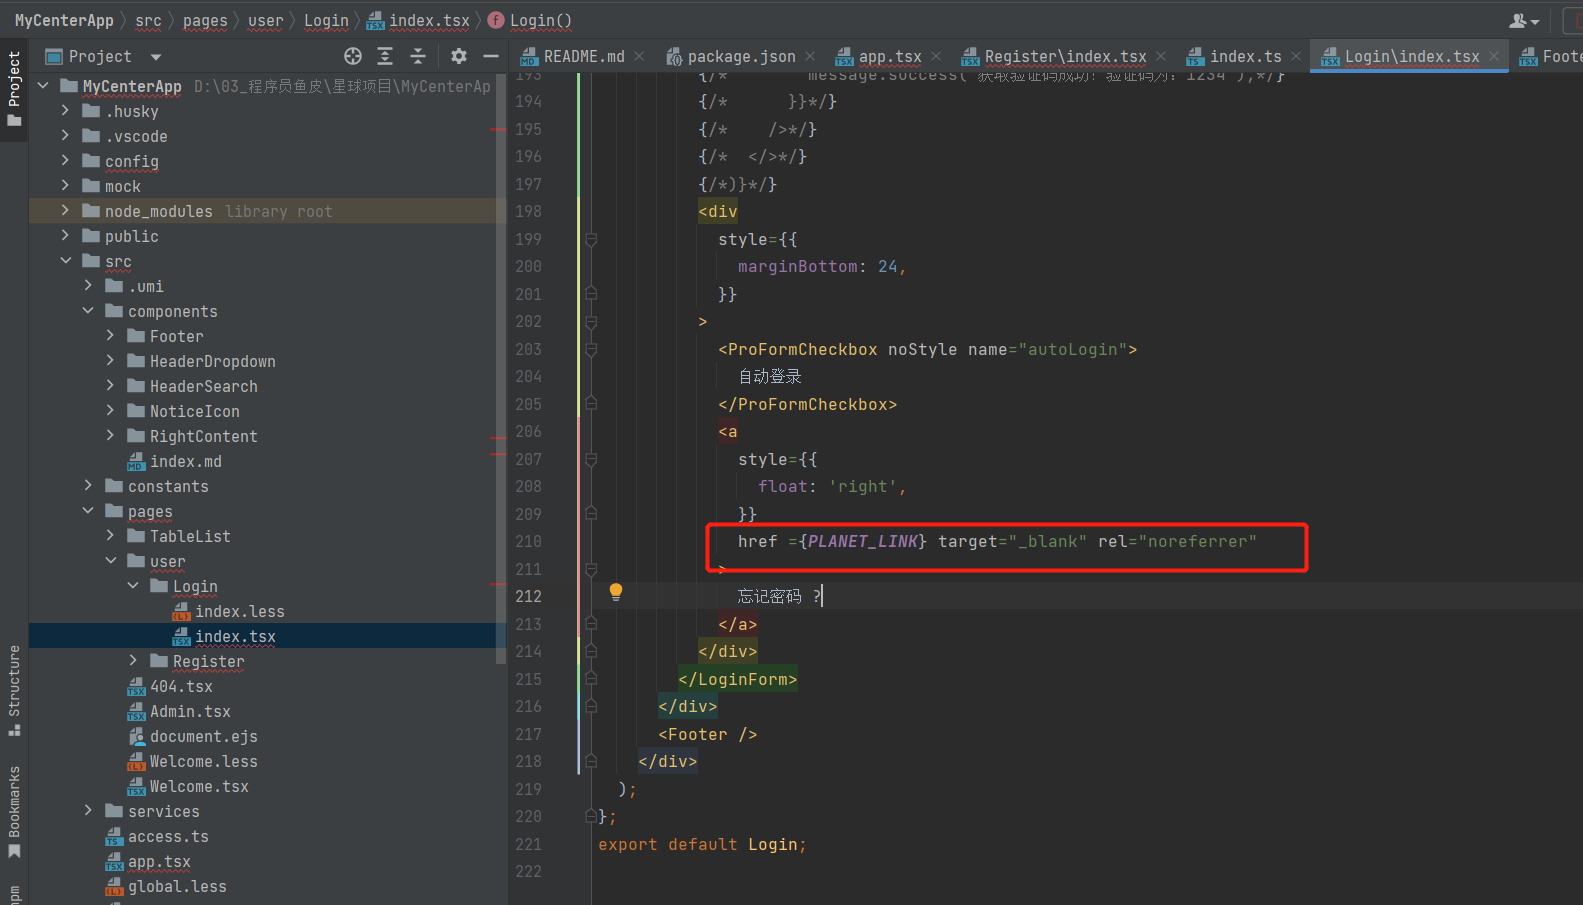 MyCenterApp src pages user Login index.tsx Login()
Project
README.md package.json app.tsx Register\index.tsx index.ts Login\index.tsx Foote
Project
MyCenterApp D:\03_程序员鱼皮\星球项目\MyCenterAp
.husky
.vscode
config
mock
node_modules library root
public
src
.umi
components
Footer
HeaderDropdown
HeaderSearch
NoticeIcon
RightContent
index.md
constants
pages
TableList
user
Login
index.less
index.tsx
Register
404.tsx
Admin.tsx
document.ejs
Welcome.less
Welcome.tsx
services
access.ts
app.tsx
global.less
Structure
Bookmarks
npm
193 {/* message.success('获取验证码成功！验证码为：1234');*/}
194 {/* }}*/}
195 {/* />*/}
196 {/* </>*/}
197 {/*)}*/}
198 <div
199 style={{
200 marginBottom: 24,
201 }}
202 >
203 <ProFormCheckbox noStyle name="autoLogin">
204 自动登录
205 </ProFormCheckbox>
206 <a
207 style={{
208 float: 'right',
209 }}
210 href ={PLANET_LINK} target="_blank" rel="noreferrer"
211 >
212 忘记密码 ?
213 </a>
214 </div>
215 </LoginForm>
216 </div>
217 <Footer />
218 </div>
219 );
220 };
221 export default Login;
222